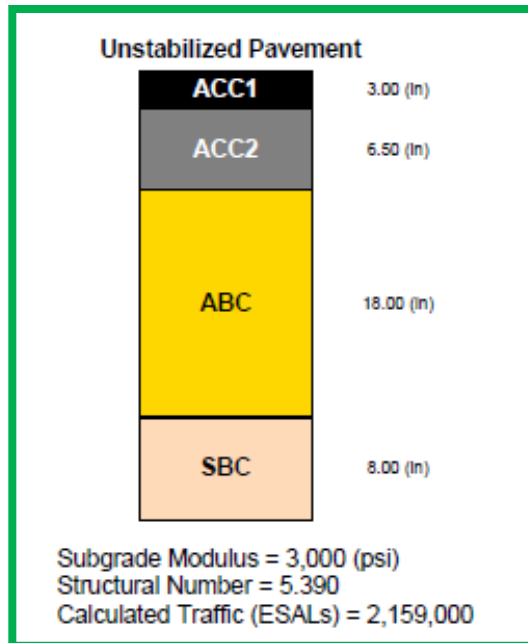 Unstabilized Pavement
ACC1 3.00 (in)
ACC2 6.50 (in)
ABC 18.00 (in)
SBC 8.00 (in)
Subgrade Modulus = 3,000 (psi)
Structural Number = 5.390
Calculated Traffic (ESALs) = 2,159,000